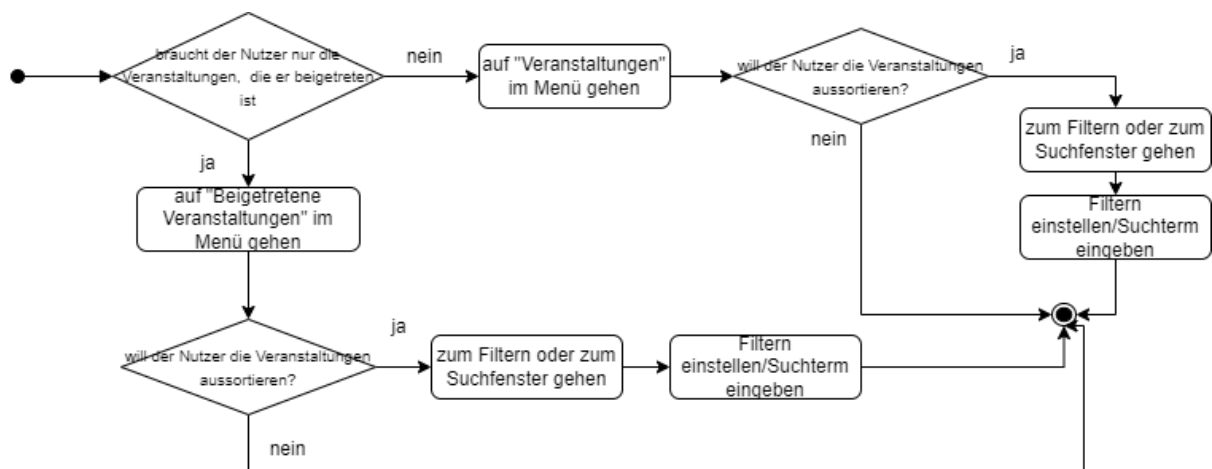 braucht der Nutzer nur die
Veranstaltungen, die er beigetreten
ist
nein
auf "Veranstaltungen"
im Menü gehen
will der Nutzer die Veranstaltungen
aussortieren?
ja
nein
zum Filtern oder zum
Suchfenster gehen
Filtern
einstellen/Suchterm
eingeben
ja
auf "Beigetretene
Veranstaltungen" im
Menü gehen
will der Nutzer die Veranstaltungen
aussortieren?
ja
zum Filtern oder zum
Suchfenster gehen
Filtern
einstellen/Suchterm
eingeben
nein